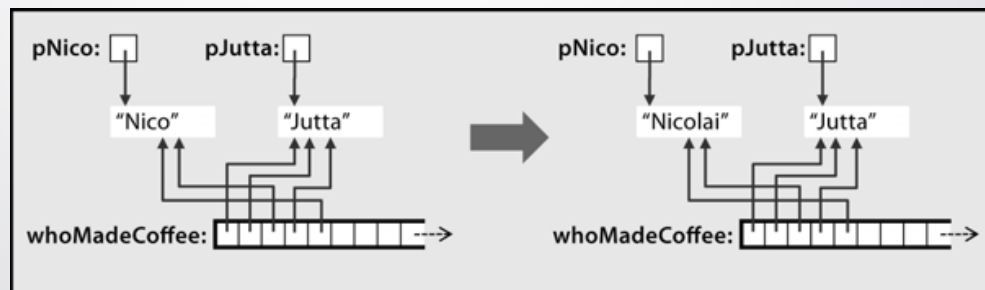 pNico: pJutta: pNico: pJutta:
“Nico” “Jutta” “Nicolai” “Jutta”
whoMadeCoffee: whoMadeCoffee: